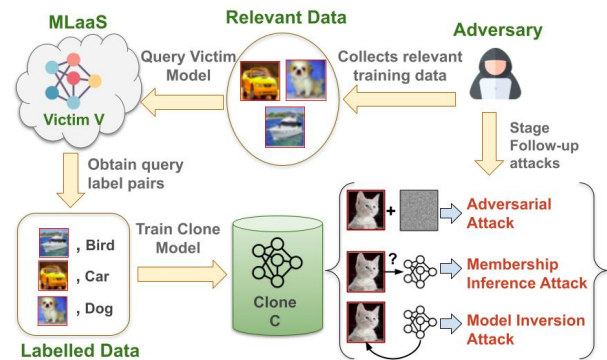 MLaaS
Relevant Data
Adversary
Query Victim
Model
Collects relevant
training data
Victim V
Stage
Follow-up
attacks
Obtain query
label pairs
Train Clone
Model
, Bird
, Car
, Dog
Labelled Data
Clone
C
+
Adversarial
Attack
?
Membership
Inference Attack
Model Inversion
Attack